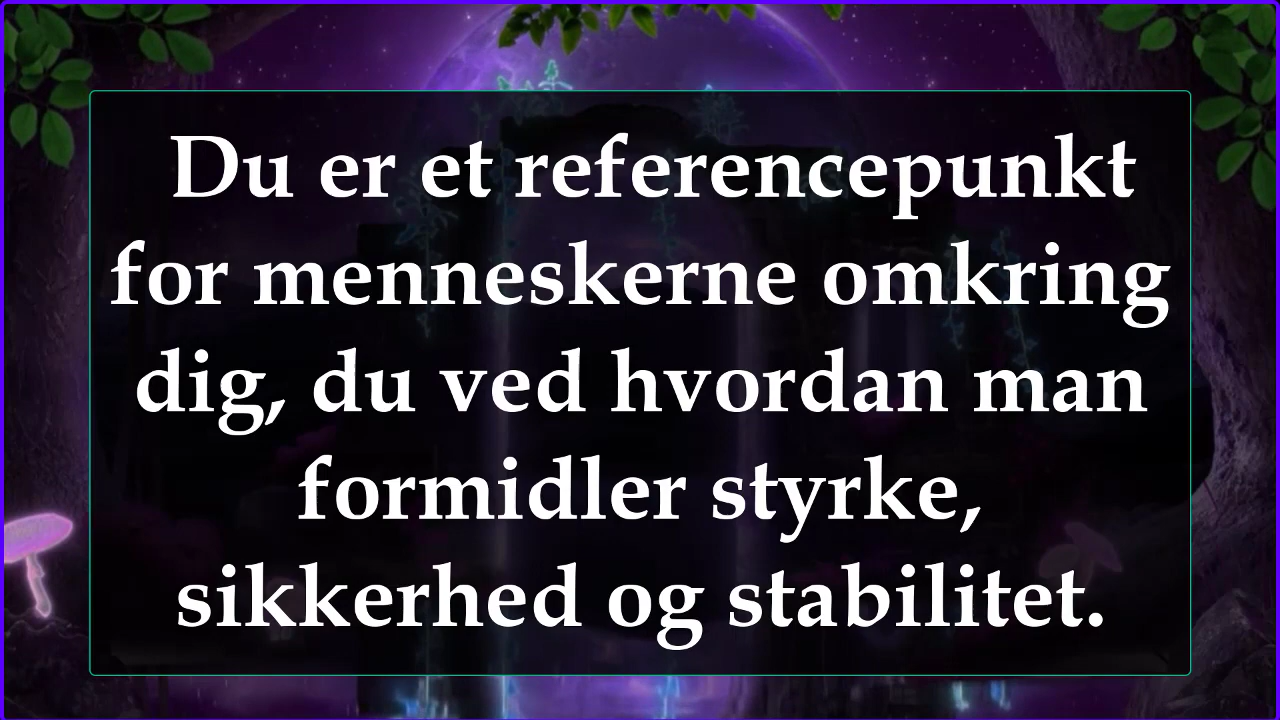 Du er et referencepunkt
for menneskerne omkring
dig, du ved hvordan man
formidler styrke,
sikkerhed og stabilitet.